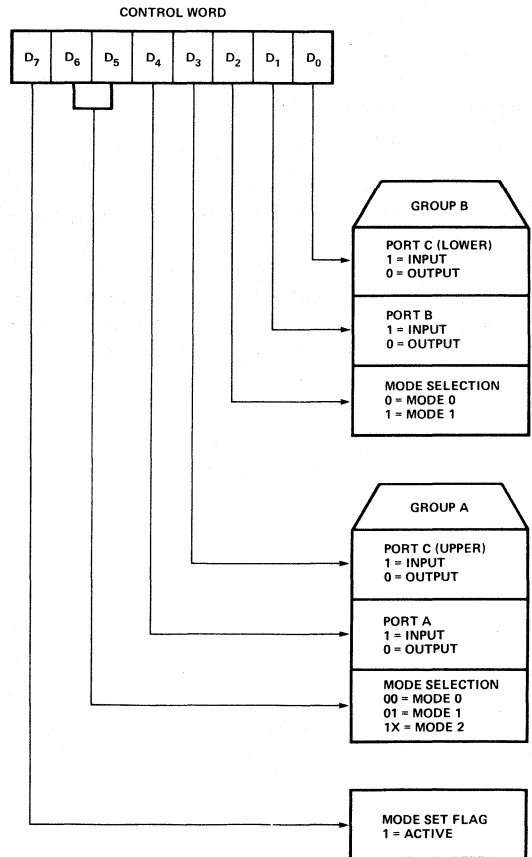 CONTROL WORD
D7 D6 D5 D4 D3 D2 D1 D0
GROUP B
PORT C (LOWER)
1 = INPUT
0 = OUTPUT
PORT B
1 = INPUT
0 = OUTPUT
MODE SELECTION
0 = MODE 0
1 = MODE 1
GROUP A
PORT C (UPPER)
1 = INPUT
0 = OUTPUT
PORT A
1 = INPUT
0 = OUTPUT
MODE SELECTION
00 = MODE 0
01 = MODE 1
1X = MODE 2
MODE SET FLAG
1 = ACTIVE